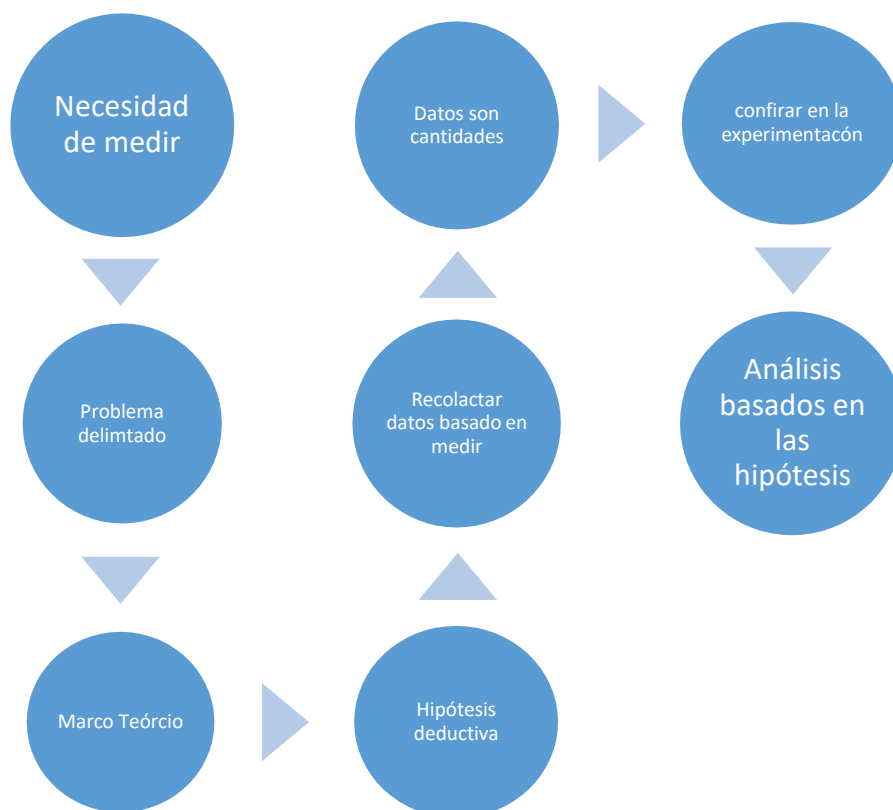 Necesidad
de medir
Problema
delimtado
Marco Teórcio
Hipótesis
deductiva
Recolactar
datos basado en
medir
Datos son
cantidades
confirar en la
experimentacón
Análisis
basados en
las
hipótesis